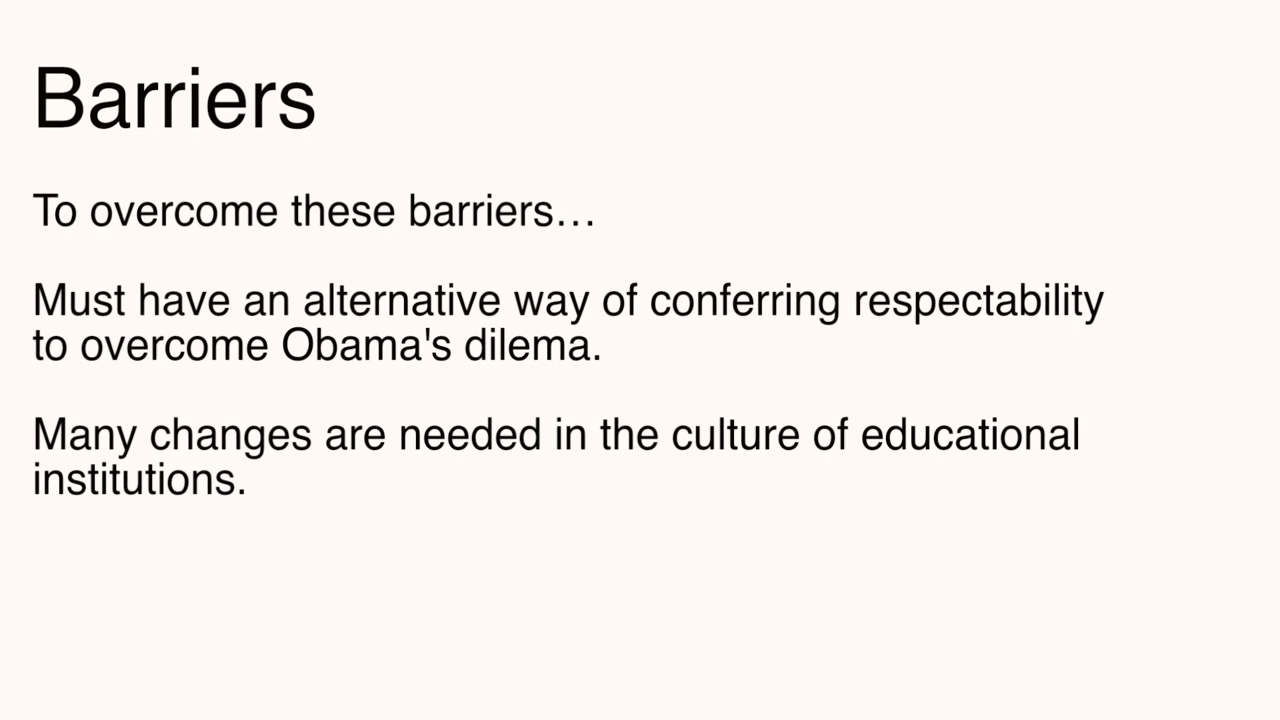 Barriers
To overcome these barriers…
Must have an alternative way of conferring respectability
to overcome Obama's dilema.
Many changes are needed in the culture of educational
institutions.